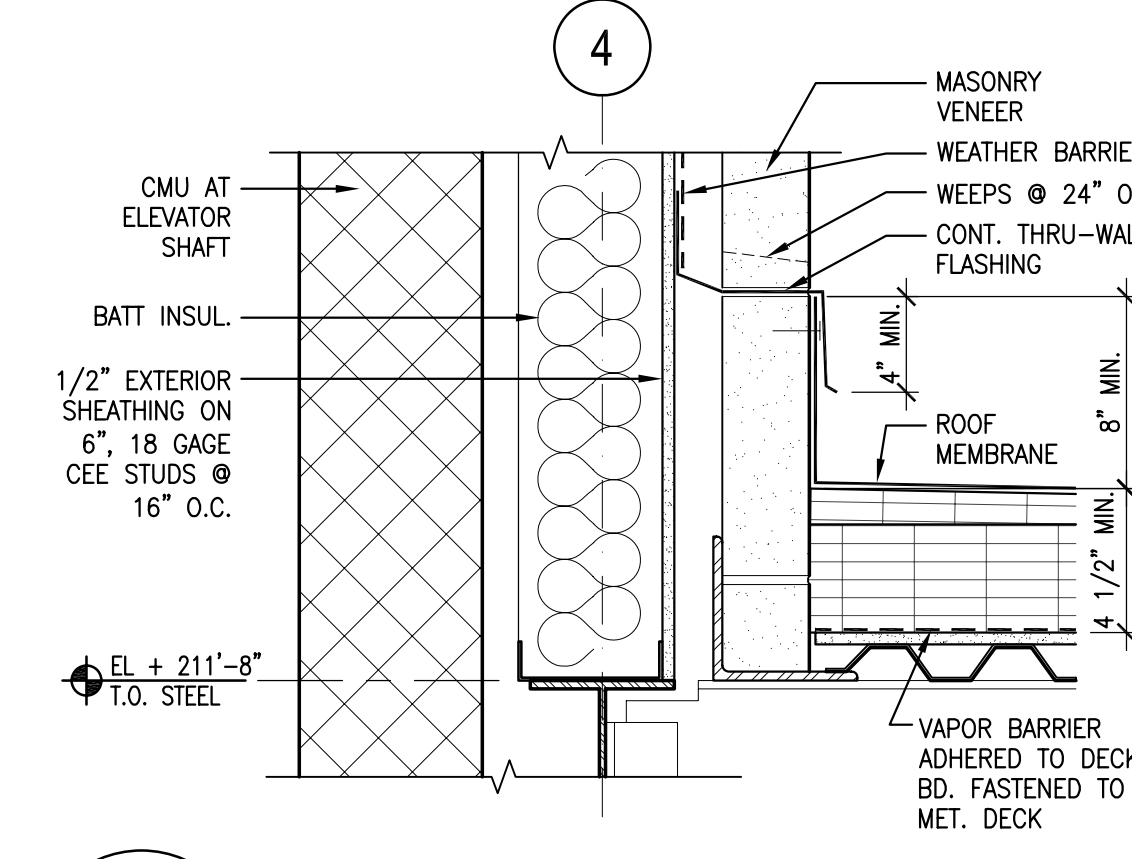 4
MASONRY
VENEER
WEATHER BARRIE
WEEPS @ 24" O
CONT. THRU-WAL
FLASHING
CMU AT
ELEVATOR
SHAFT
BATT INSUL.
1/2" EXTERIOR
SHEATHING ON
6", 18 GAGE
CEE STUDS @
16" O.C.
4" MIN.
8" MIN.
ROOF
MEMBRANE
4 1/2" MIN.
EL + 211'-8"
T.O. STEEL
VAPOR BARRIER
ADHERED TO DECK
BD. FASTENED TO
MET. DECK